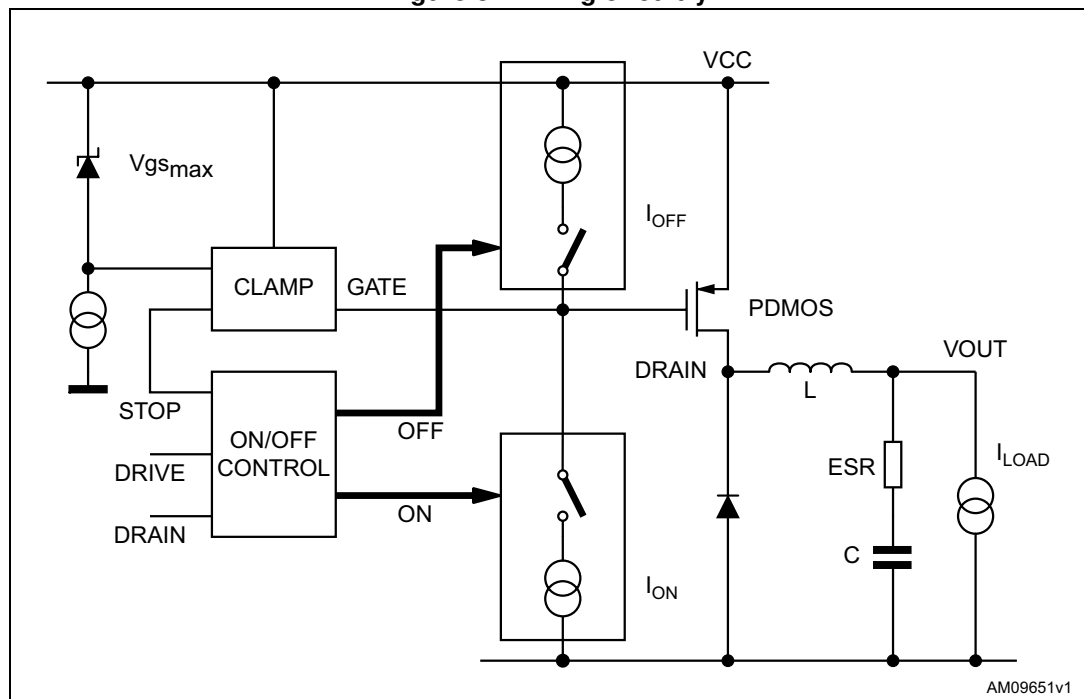 VCC
Vgsmax
IOFF
CLAMP
GATE
PDMOS
DRAIN
VOUT
L
STOP
OFF
ON/OFF
CONTROL
DRIVE
ESR
ILOAD
ON
DRAIN
C
ION
AM09651v1